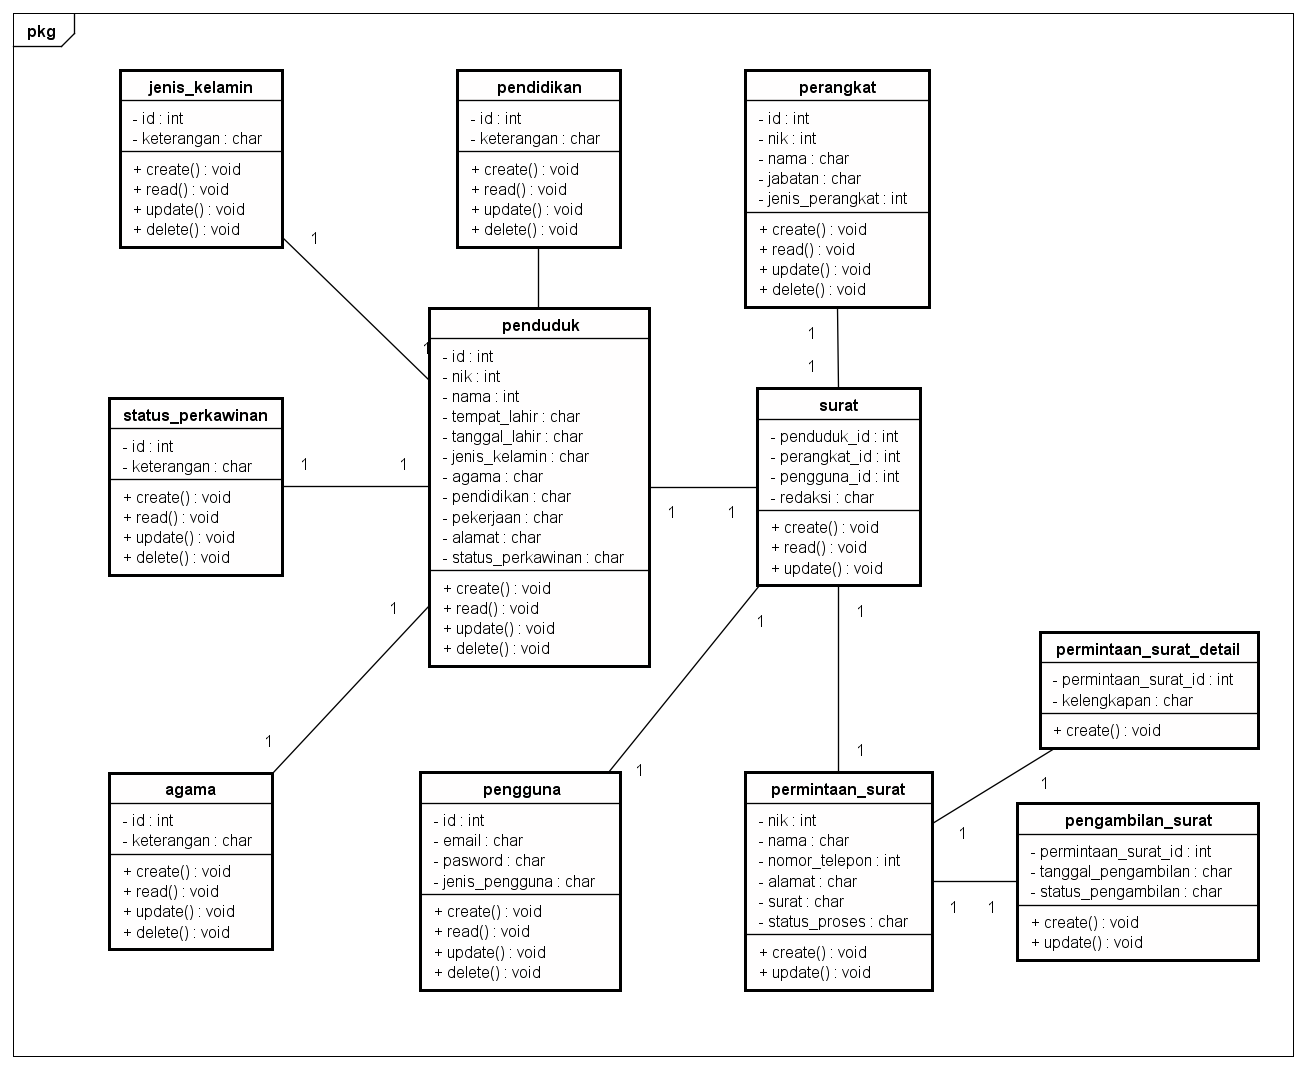 pkg
jenis_kelamin
- id : int
- keterangan : char
+ create() : void
+ read() : void
+ update() : void
+ delete() : void
pendidikan
- id : int
- keterangan : char
+ create() : void
+ read() : void
+ update() : void
+ delete() : void
perangkat
- id : int
- nik : int
- nama : char
- jabatan : char
- jenis_perangkat : int
+ create() : void
+ read() : void
+ update() : void
+ delete() : void
1
1
1
1
penduduk
- id : int
- nik : int
- nama : int
- tempat_lahir : char
- tanggal_lahir : char
- jenis_kelamin : char
- agama : char
- pendidikan : char
- pekerjaan : char
- alamat : char
- status_perkawinan : char
+ create() : void
+ read() : void
+ update() : void
+ delete() : void
status_perkawinan
- id : int
- keterangan : char
+ create() : void
+ read() : void
+ update() : void
+ delete() : void
1
1
surat
- penduduk_id : int
- perangkat_id : int
- pengguna_id : int
- redaksi : char
+ create() : void
+ read() : void
+ update() : void
1
1
1
1
1
1
1
1
agama
- id : int
- keterangan : char
+ create() : void
+ read() : void
+ update() : void
+ delete() : void
pengguna
- id : int
- email : char
- pasword : char
- jenis_pengguna : char
+ create() : void
+ read() : void
+ update() : void
+ delete() : void
permintaan_surat
- nik : int
- nama : char
- nomor_telepon : int
- alamat : char
- surat : char
- status_proses : char
+ create() : void
+ update() : void
permintaan_surat_detail
- permintaan_surat_id : int
- kelengkapan : char
+ create() : void
1
1
pengambilan_surat
- permintaan_surat_id : int
- tanggal_pengambilan : char
- status_pengambilan : char
+ create() : void
+ update() : void
1
1